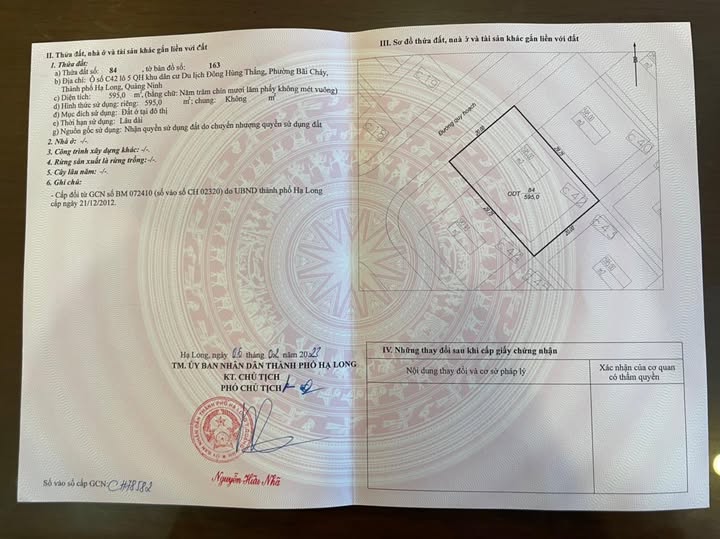 II. Thửa đất, nhà ở và tài sản khác gắn liền với đất
1. Thửa đất:
a) Thửa đất số: 84 , tờ bản đồ số: 163
b) Địa chỉ: Ô số C42 lô 5 QH khu dân cư Du lịch Đông Hùng Thắng, Phường Bãi Cháy,
Thành phố Hạ Long, Quảng Ninh
c) Diện tích: 595,0 m², (bằng chữ: Năm trăm chín mươi lăm phẩy không mét vuông)
d) Hình thức sử dụng: riêng: 595,0 m²; chung: Không m²
đ) Mục đích sử dụng: Đất ở tại đô thị
e) Thời hạn sử dụng: Lâu dài
g) Nguồn gốc sử dụng: Nhận quyền sử dụng đất do chuyển nhượng quyền sử dụng đất
2. Nhà ở: -/-.
3. Công trình xây dựng khác: -/-.
4. Rừng sản xuất là rừng trồng: -/-.
5. Cây lâu năm: -/-.
6. Ghi chú:
- Cấp đổi từ GCN số BM 072410 (số vào sổ CH 02320) do UBND thành phố Hạ Long
cấp ngày 21/12/2012.
Hạ Long, ngày 06 tháng 02 năm 20
TM. ỦY BAN NHÂN DÂN THÀNH PHỐ HẠ LONG
KT. CHỦ TỊCH
PHÓ CHỦ TỊCH
Nguyễn Hữu Nhã
Số vào sổ cấp GCN: CH78582
III. Sơ đồ thửa đất, nhà ở và tài sản khác gắn liền với đất
B
Đường quy hoạch
ODT
84
595,0
C 40
C 42
C 43
IV. Những thay đổi sau khi cấp giấy chứng nhận
Nội dung thay đổi và cơ sở pháp lý
Xác nhận của cơ quan
có thẩm quyền